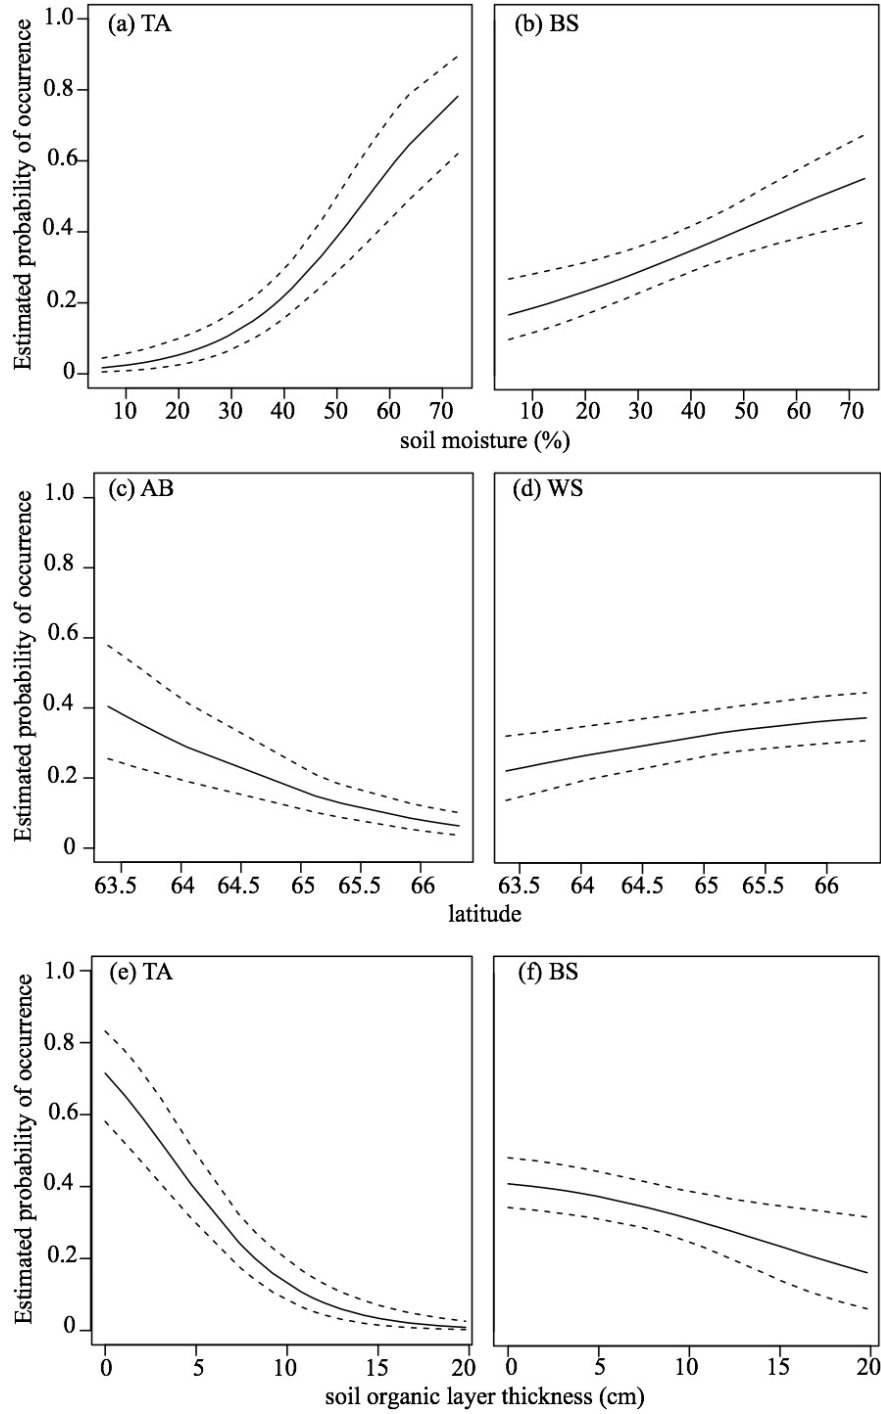 (a) TA
(b) BS
Estimated probability of occurrence
1.0
0.8
0.6
0.4
0.2
0
10 20 30 40 50 60 70
10 20 30 40 50 60 70
soil moisture (%)
(c) AB
(d) WS
Estimated probability of occurrence
1.0
0.8
0.6
0.4
0.2
0
63.5 64 64.5 65 65.5 66
63.5 64 64.5 65 65.5 66
latitude
(e) TA
(f) BS
Estimated probability of occurrence
1.0
0.8
0.6
0.4
0.2
0
0 5 10 15 20
0 5 10 15 20
soil organic layer thickness (cm)